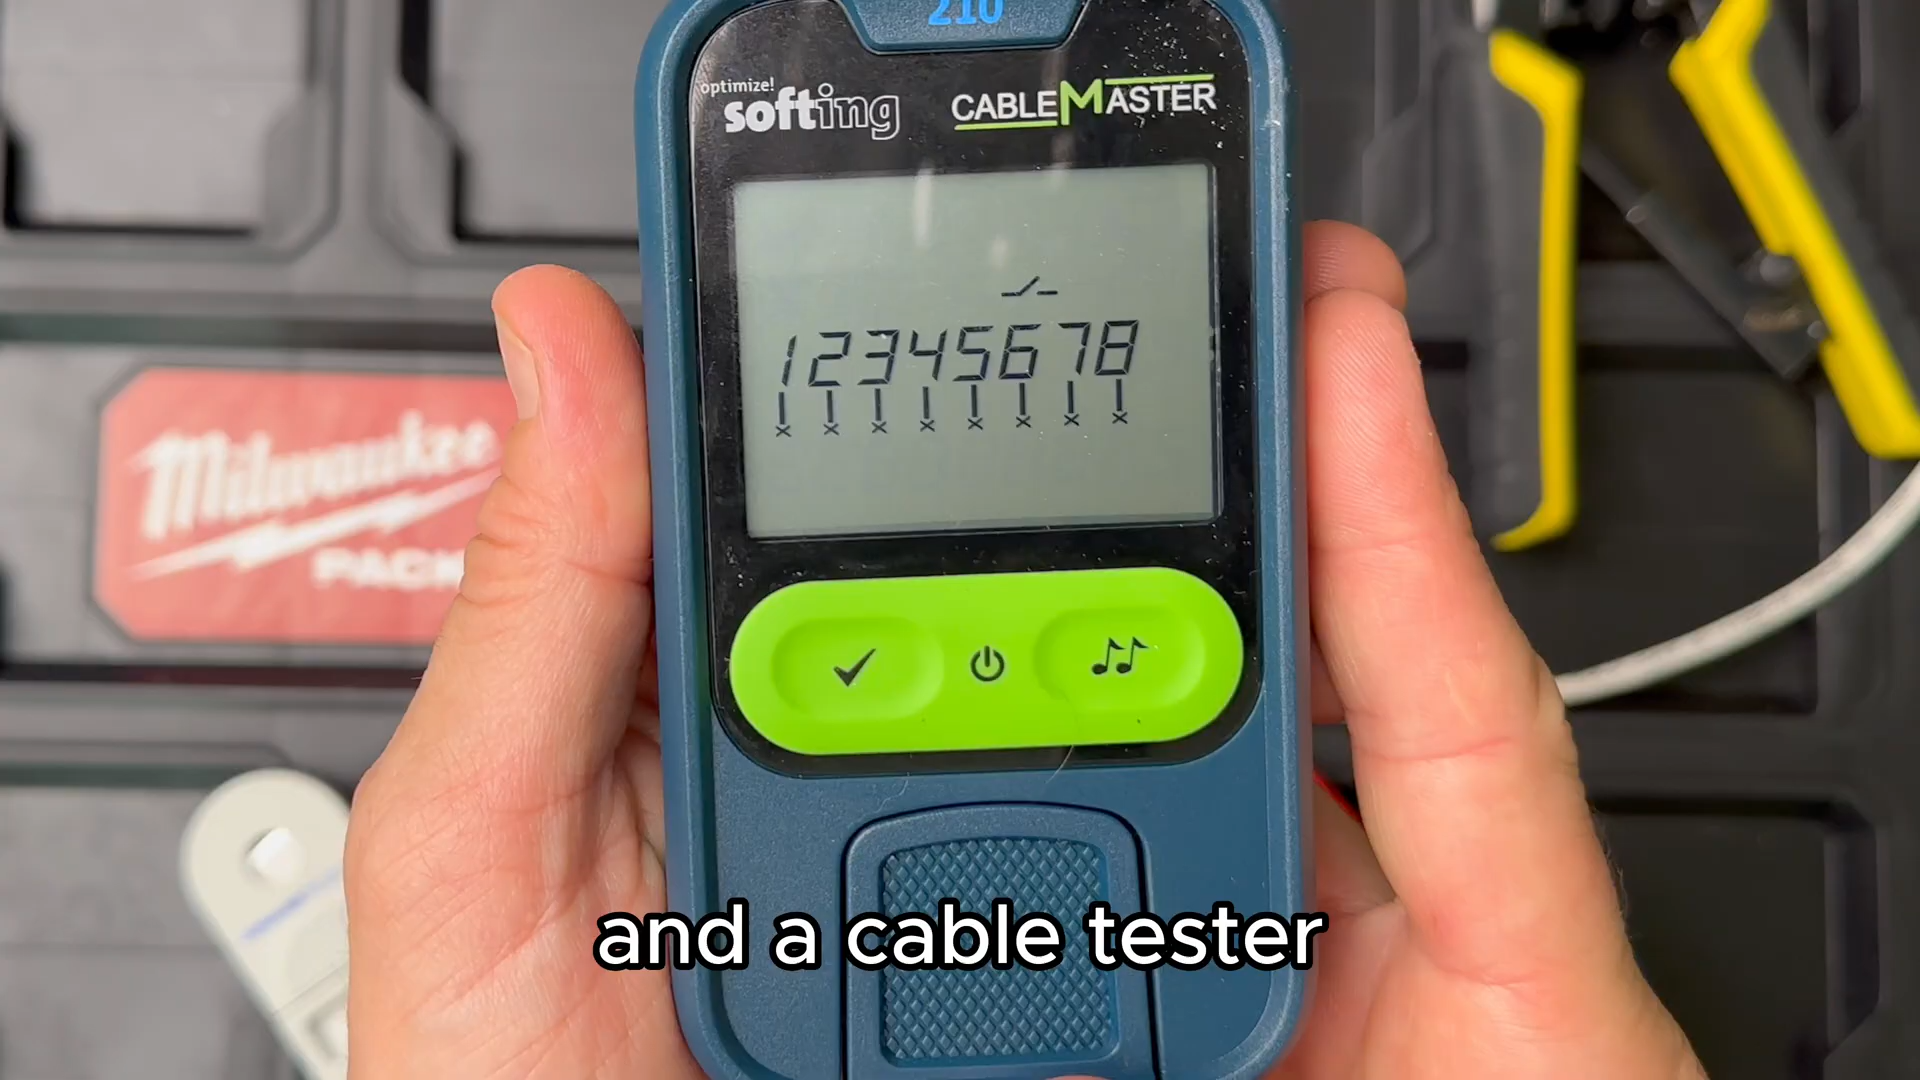 210
optimize!
softing
CABLEMASTER
12345678
Milwaukee
PACK
and a cable tester